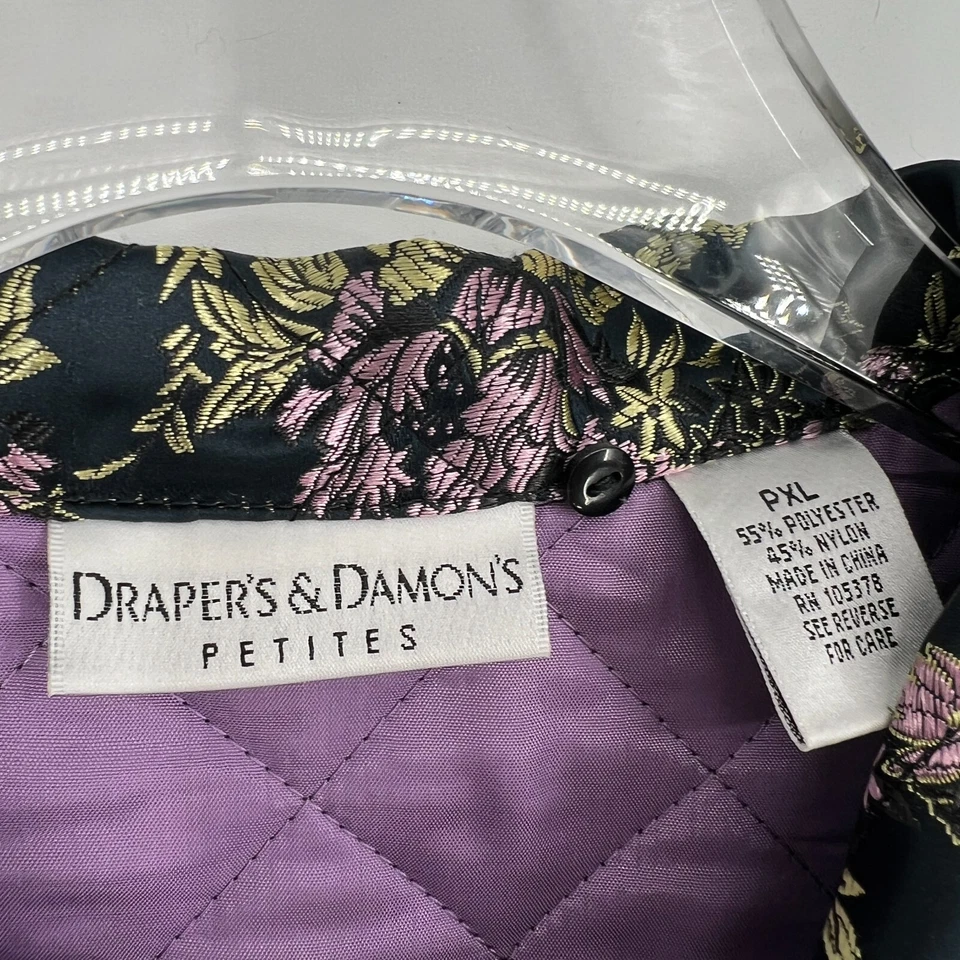 DRAPER'S & DAMON'S
PETITES
PXL
55% POLYESTER
45% NYLON
MADE IN CHINA
RN 105378
SEE REVERSE
FOR CARE